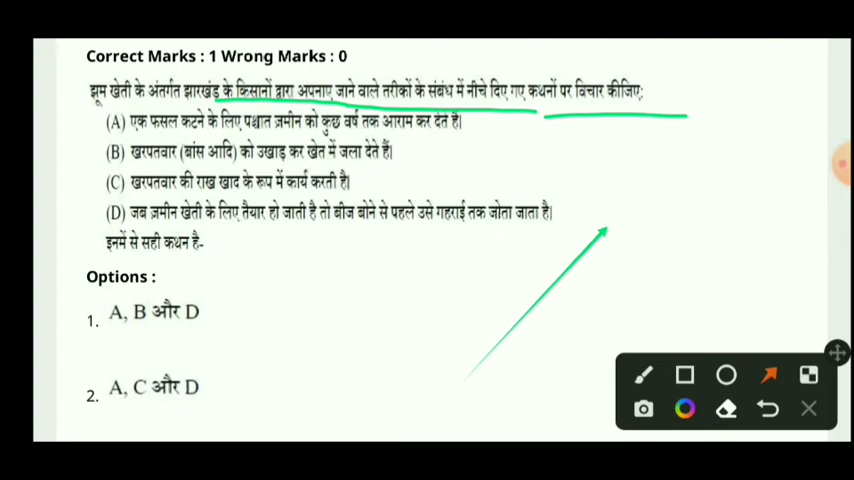 Correct Marks : 1 Wrong Marks : 0
झूम खेती के अंतर्गत झारखंड के किसानों द्वारा अपनाए जाने वाले तरीकों के संबंध में नीचे दिए गए कथनों पर विचार कीजिए:
(A) एक फसल कटने के लिए पश्चात ज़मीन को कुछ वर्ष तक आराम कर देते हैं।
(B) खरपतवार (बांस आदि) को उखाड़ कर खेत में जला देते हैं।
(C) खरपतवार की राख खाद के रूप में कार्य करती है।
(D) जब ज़मीन खेती के लिए तैयार हो जाती है तो बीज बोने से पहले उसे गहराई तक जोता जाता है।
इनमें से सही कथन है-
Options :
1. A, B और D
2. A, C और D